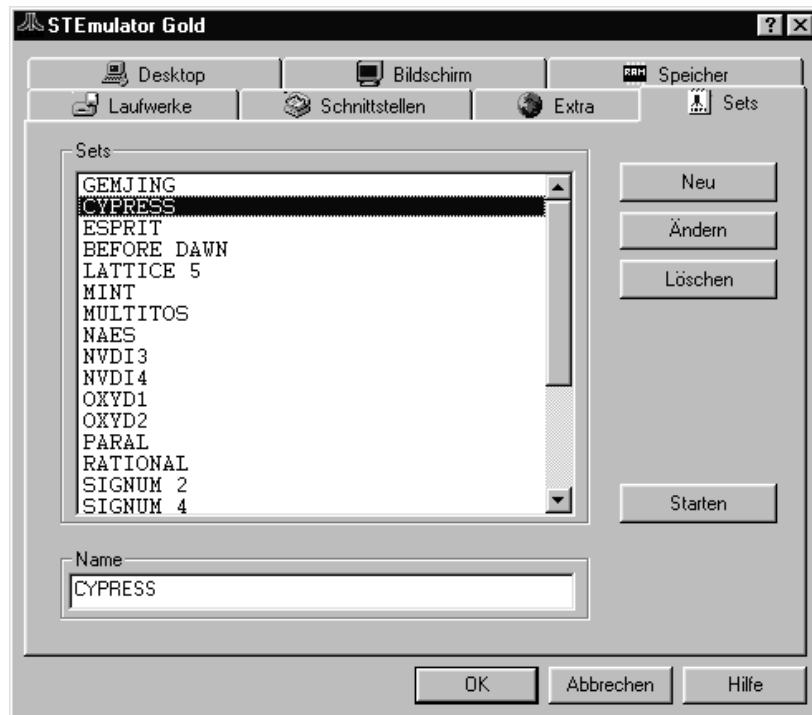 STEmulator Gold
Desktop Bildschirm RAM Speicher
Laufwerke Schnittstellen Extra Sets
Sets
GEMJING
CYPRESS
ESPRIT
BEFORE DAWN
LATTICE 5
MINT
MULTITOS
NAES
NVDI3
NVDI4
OXYD1
OXYD2
PARAL
RATIONAL
SIGNUM 2
SIGNUM 4
Neu
Ändern
Löschen
Starten
Name
CYPRESS
OK Abbrechen Hilfe